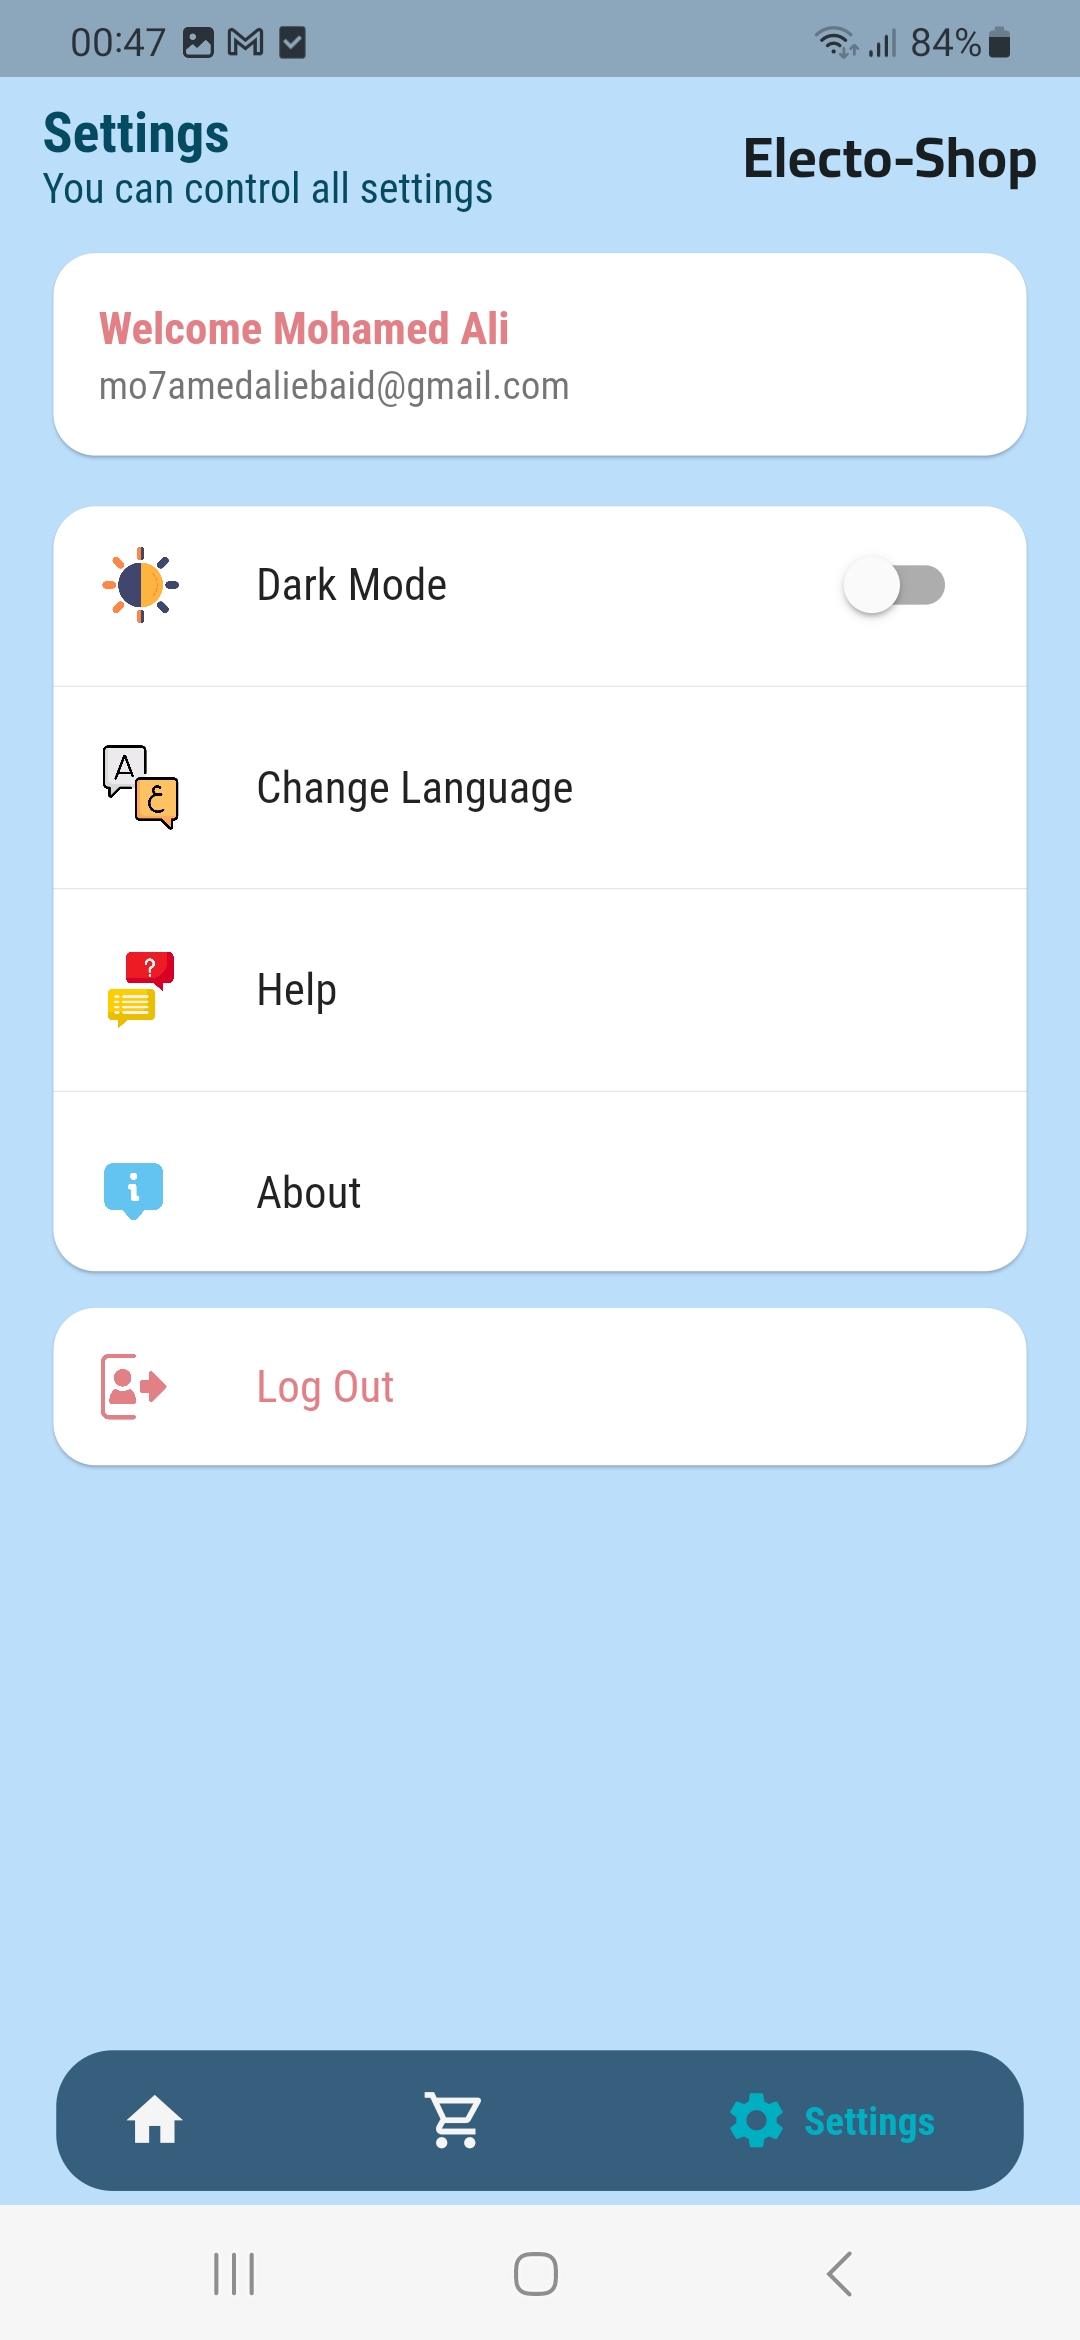 00:47
84%
Settings
Electo-Shop
You can control all settings
Welcome Mohamed Ali
mo7amedaliebaid@gmail.com
Dark Mode
A
ع
Change Language
?
Help
i
About
Log Out
Settings